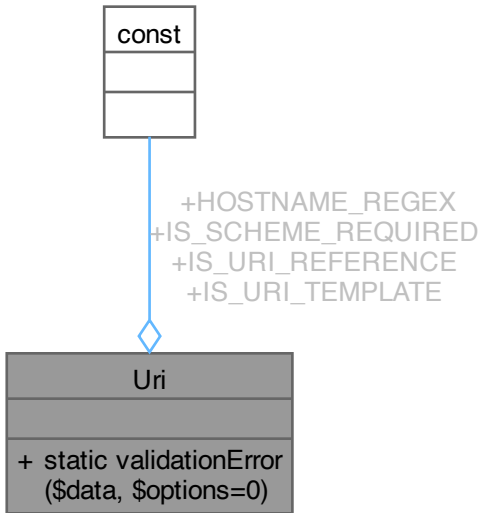 const
+HOSTNAME_REGEX
+IS_SCHEME_REQUIRED
+IS_URI_REFERENCE
+IS_URI_TEMPLATE
Uri
+ static validationError
($data, $options=0)